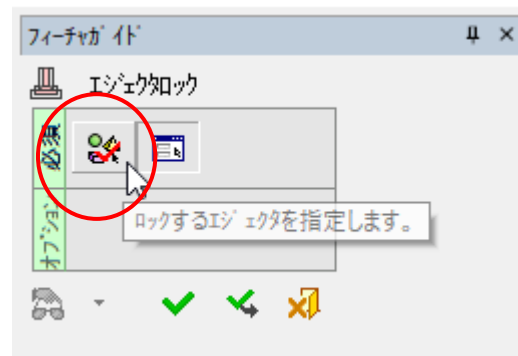 フィーチャガイド
エジェクタロック
必須
オプション
ロックするエジェクタを指定します。